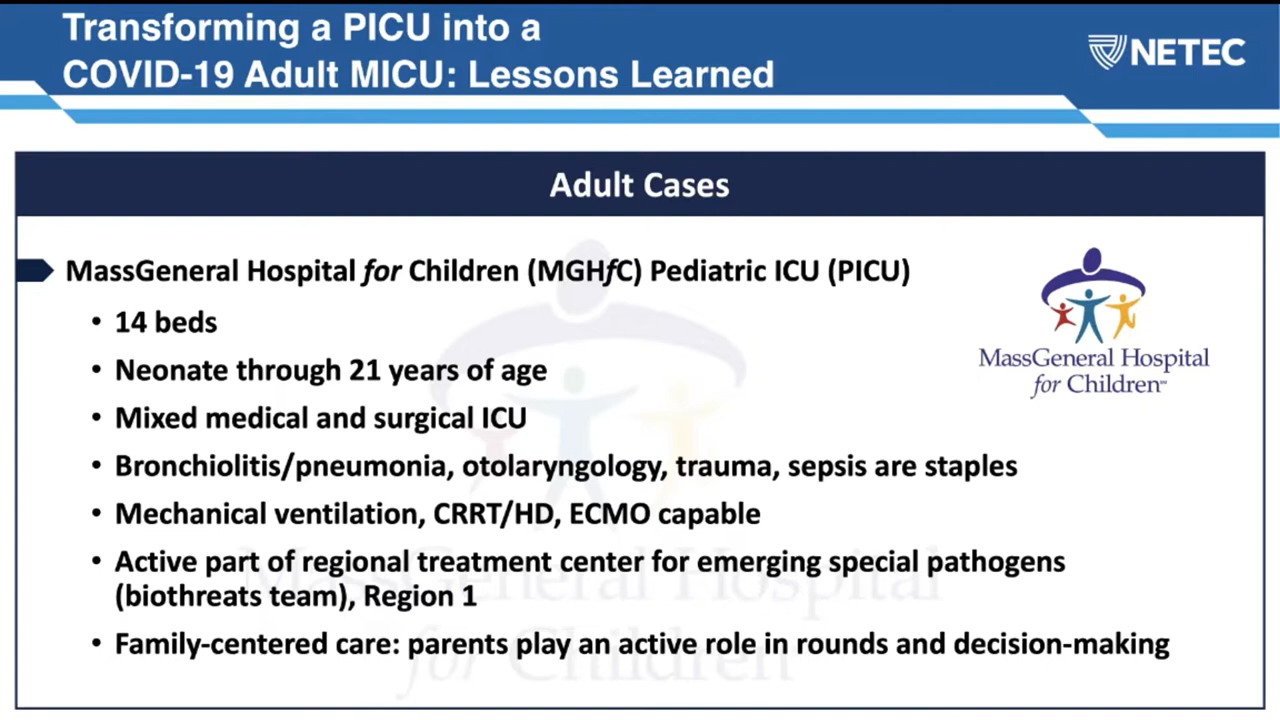 Transforming a PICU into a
COVID-19 Adult MICU: Lessons Learned
NETEC
Adult Cases
MassGeneral Hospital for Children (MGHfC) Pediatric ICU (PICU)
• 14 beds
• Neonate through 21 years of age
• Mixed medical and surgical ICU
• Bronchiolitis/pneumonia, otolaryngology, trauma, sepsis are staples
• Mechanical ventilation, CRRT/HD, ECMO capable
• Active part of regional treatment center for emerging special pathogens
(biothreats team), Region 1
• Family-centered care: parents play an active role in rounds and decision-making
MassGeneral Hospital
for Children℠
MassGeneral Hospital
for Children